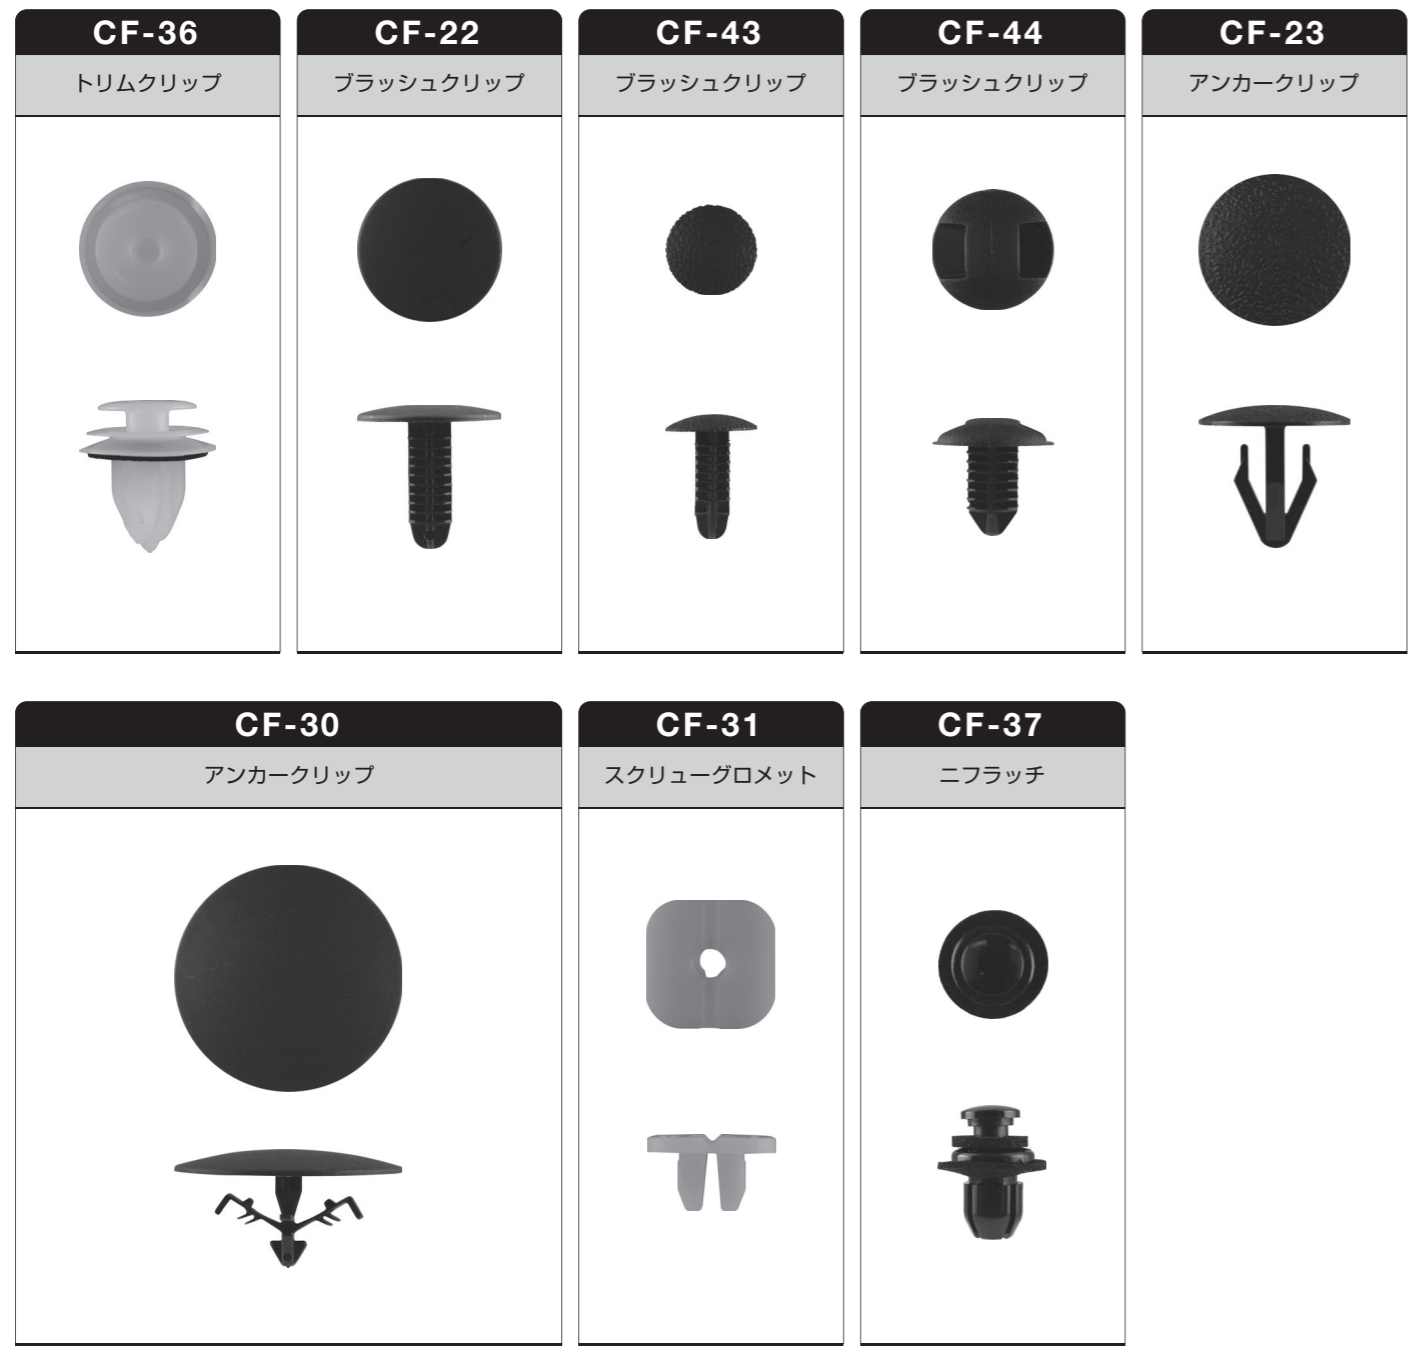 CF-36
トリムクリップ
CF-22
ブラッシュクリップ
CF-43
ブラッシュクリップ
CF-44
ブラッシュクリップ
CF-23
アンカークリップ
CF-30
アンカークリップ
CF-31
スクリューグロメット
CF-37
ニフラッチ